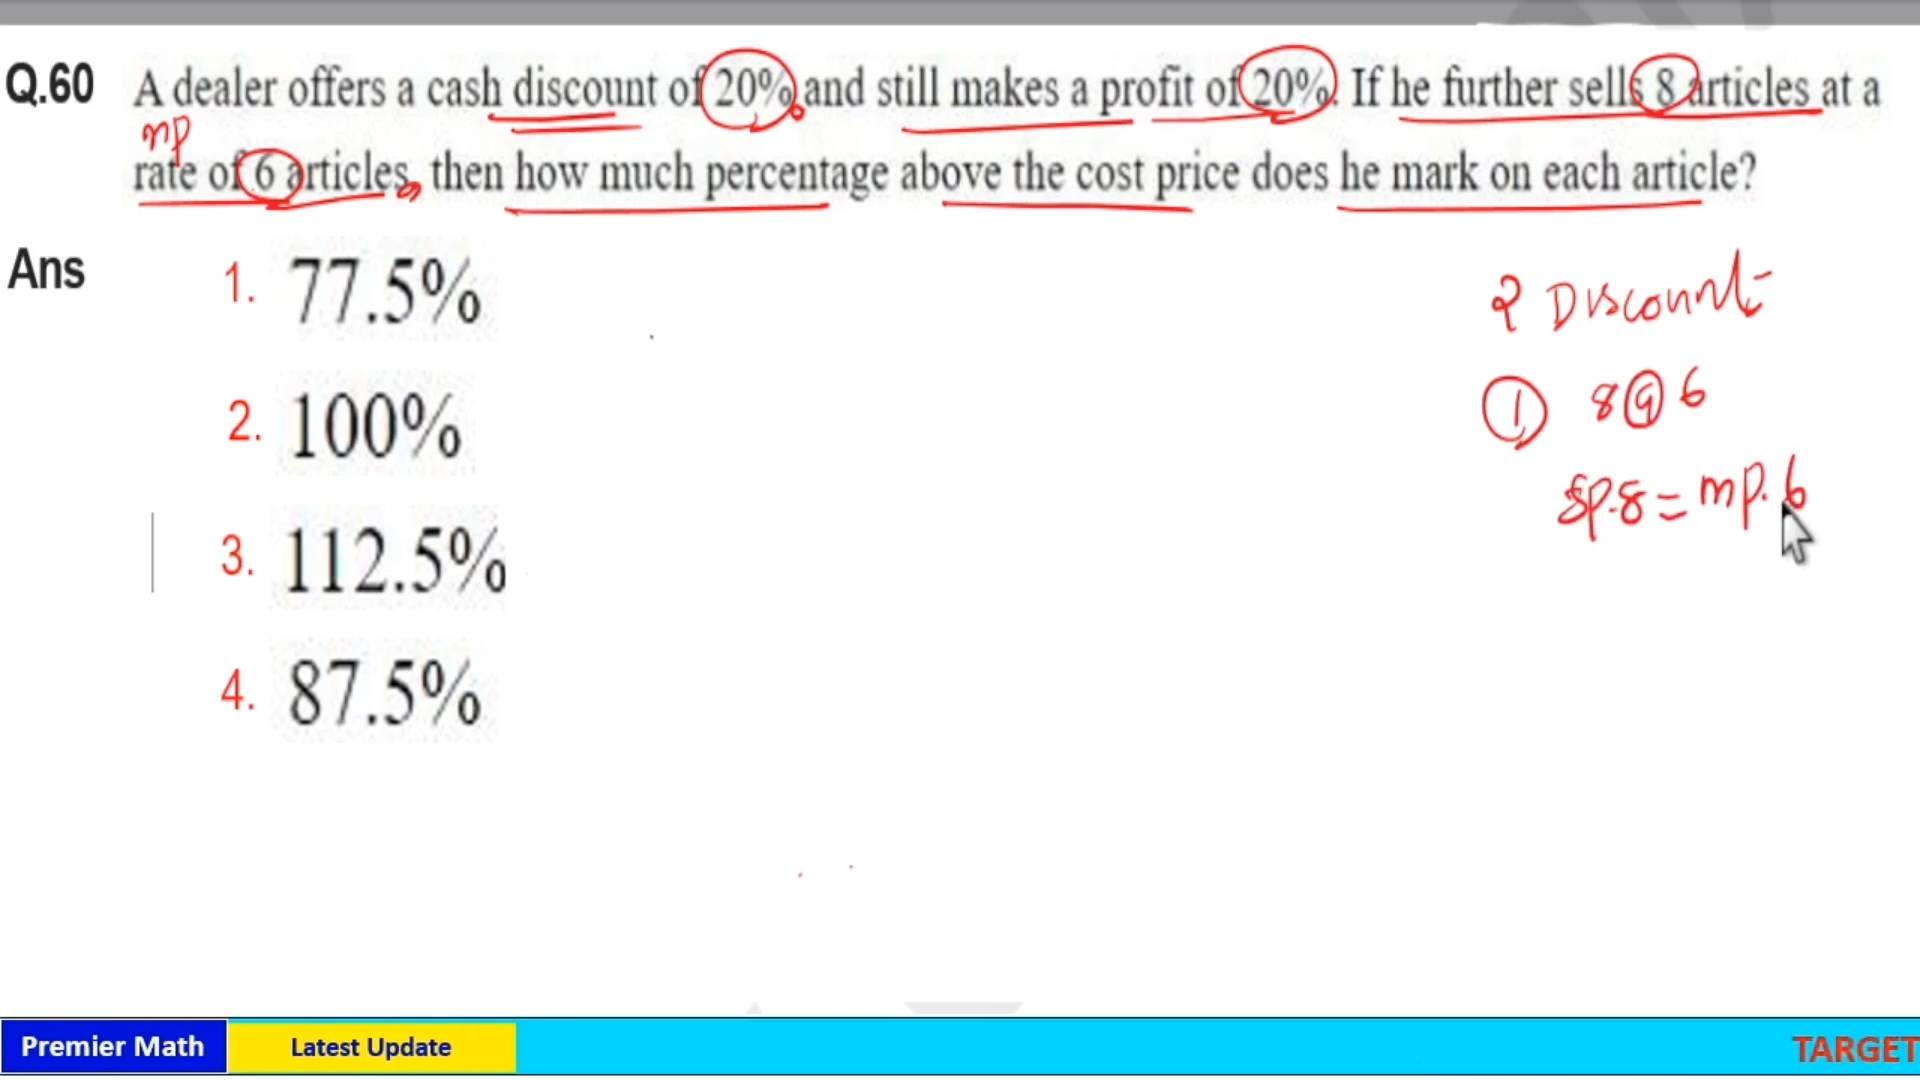 Q.60 A dealer offers a cash discount of 20% and still makes a profit of 20%. If he further sells 8 articles at a
mp
rate of 6 articles, then how much percentage above the cost price does he mark on each article?
Ans
1. 77.5%
2 Discount-
2. 100%
① 8@6
SP.8 = mp.6
3. 112.5%
4. 87.5%
Premier Math
Latest Update
TARGET